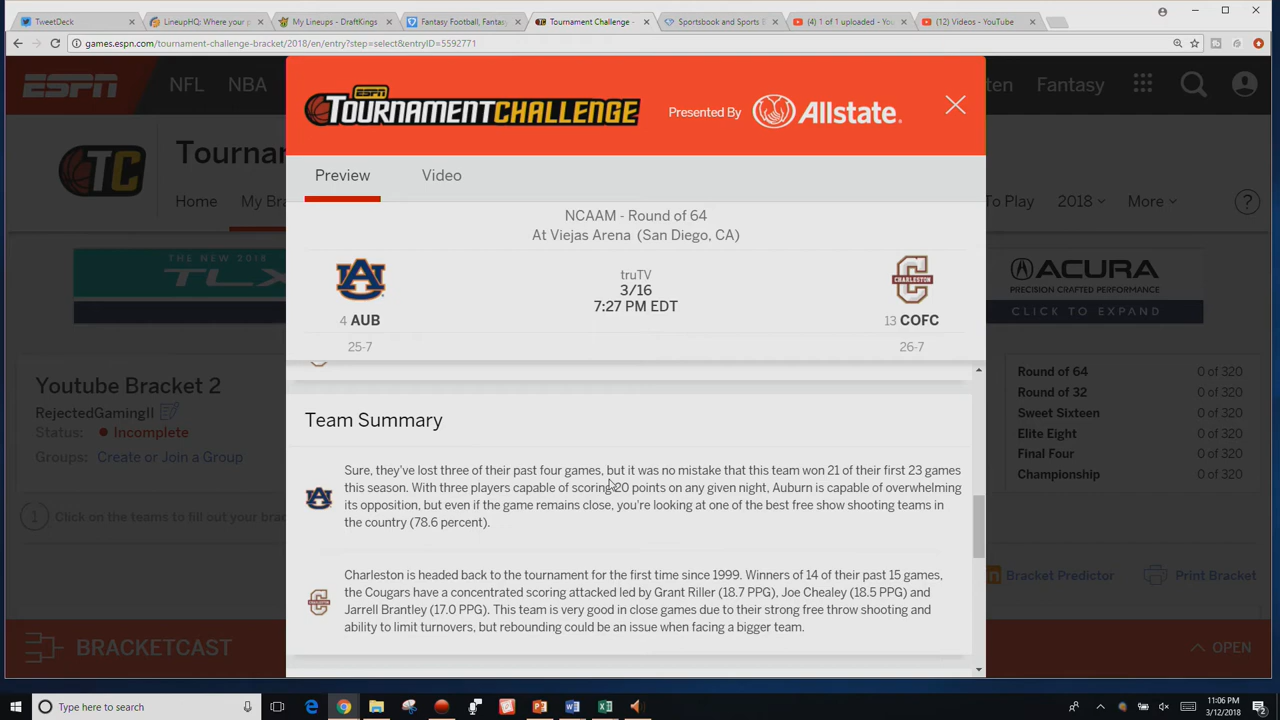 TweetDeck
LineupHQ: Where your p
My Lineups - DraftKings
Fantasy Football, Fantasy
Tournament Challenge -
Sportsbook and Sports B
(4) 1 of 1 uploaded - You
(12) Videos - YouTube
games.espn.com/tournament-challenge-bracket/2018/en/entry?step=select&entryID=5592771
ESPN
NFL
NBA
Fantasy
ESPN
TOURNAMENT CHALLENGE
Presented By
Allstate.
TC
Tournam
Home
My Bra
To Play
2018
More
?
Preview
Video
NCAAM - Round of 64
At Viejas Arena (San Diego, CA)
truTV
3/16
7:27 PM EDT
4 AUB
25-7
CHARLESTON
13 COFC
26-7
THE NEW 2018
TLX
ACURA
PRECISION CRAFTED PERFORMANCE
CLICK TO EXPAND
Youtube Bracket 2
RejectedGamingII
Status: Incomplete
Groups: Create or Join a Group
1 Click on the teams to fill out your brac
Round of 64 0 of 320
Round of 32 0 of 320
Sweet Sixteen 0 of 320
Elite Eight 0 of 320
Final Four 0 of 320
Championship 0 of 320
Bracket Predictor
Print Bracket
Team Summary
Sure, they've lost three of their past four games, but it was no mistake that this team won 21 of their first 23 games
this season. With three players capable of scoring 20 points on any given night, Auburn is capable of overwhelming
its opposition, but even if the game remains close, you're looking at one of the best free show shooting teams in
the country (78.6 percent).
Charleston is headed back to the tournament for the first time since 1999. Winners of 14 of their past 15 games,
the Cougars have a concentrated scoring attacked led by Grant Riller (18.7 PPG), Joe Chealey (18.5 PPG) and
Jarrell Brantley (17.0 PPG). This team is very good in close games due to their strong free throw shooting and
ability to limit turnovers, but rebounding could be an issue when facing a bigger team.
BRACKETCAST
OPEN
Type here to search
11:06 PM
3/12/2018